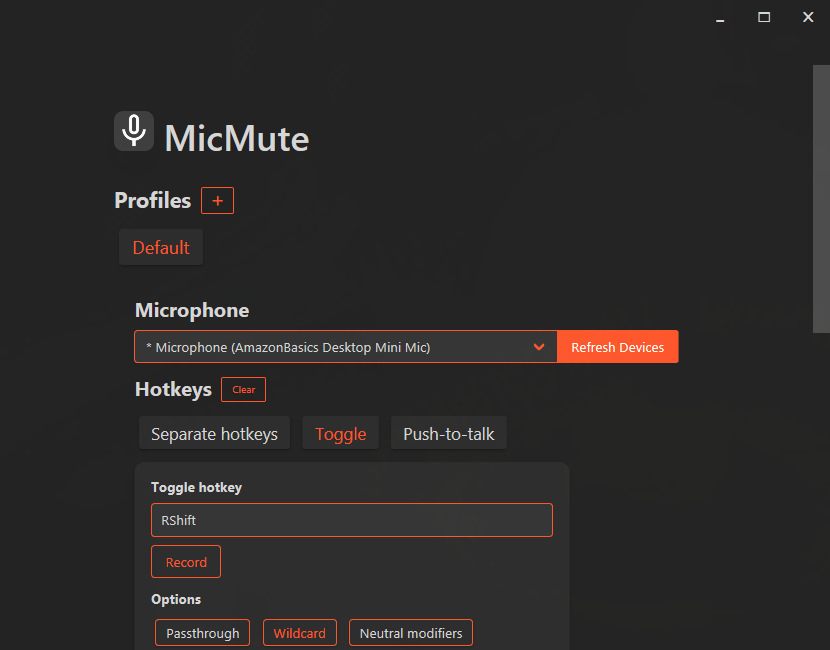 MicMute
Profiles +
Default
Microphone
* Microphone (AmazonBasics Desktop Mini Mic) Refresh Devices
Hotkeys Clear
Separate hotkeys Toggle Push-to-talk
Toggle hotkey
RShift
Record
Options
Passthrough Wildcard Neutral modifiers